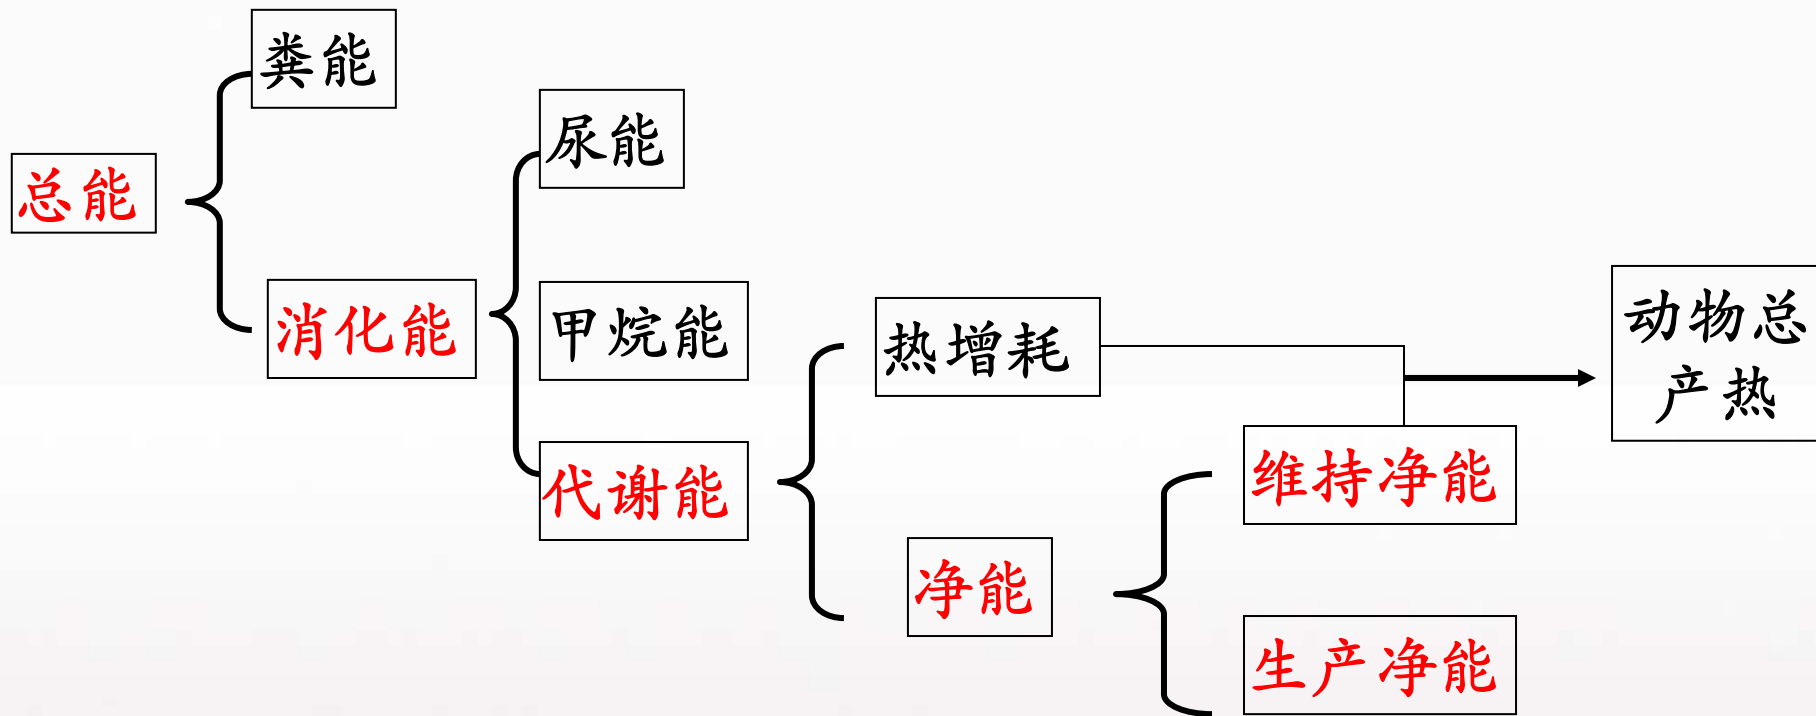 粪能
总能
尿能
消化能
甲烷能
代谢能
热增耗
净能
维持净能
生产净能
动物总
产热